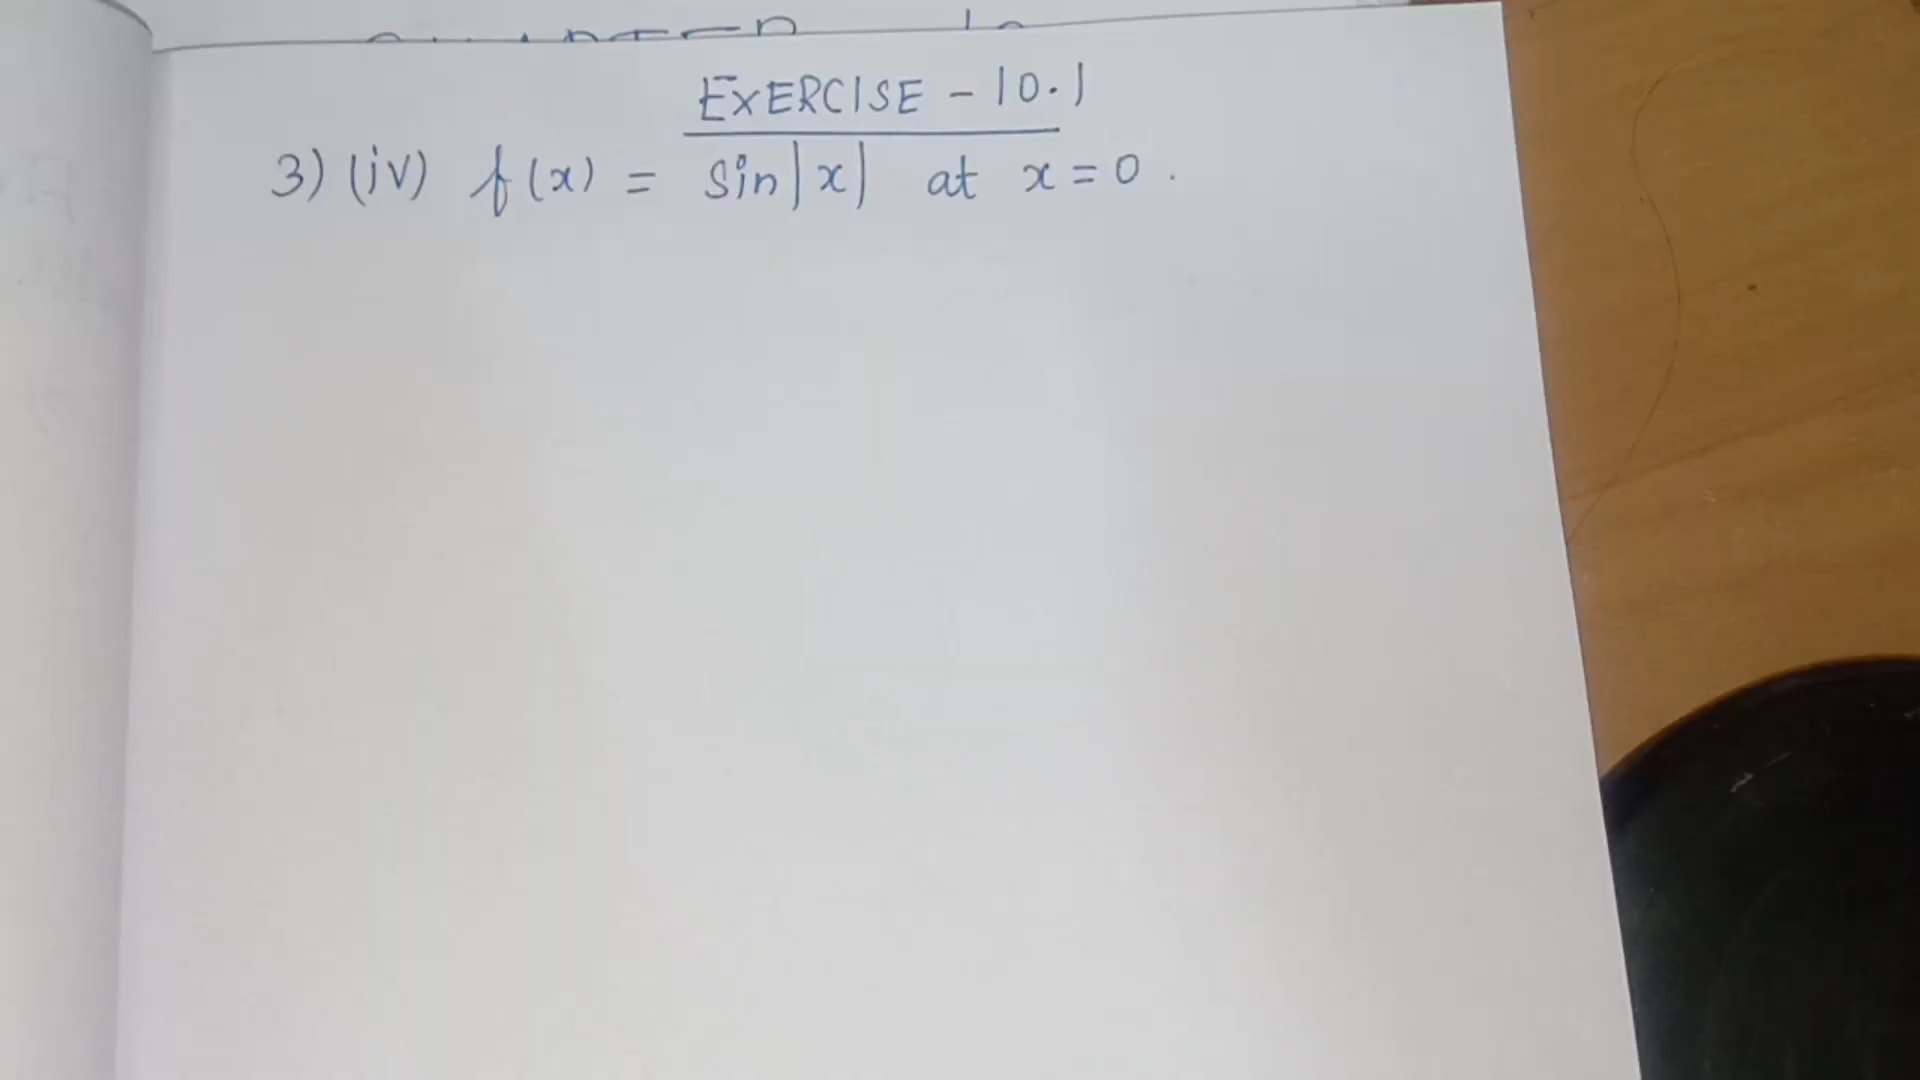 EXERCISE - 10.1
3) (iv) f(x) = sin|x| at x = 0 .